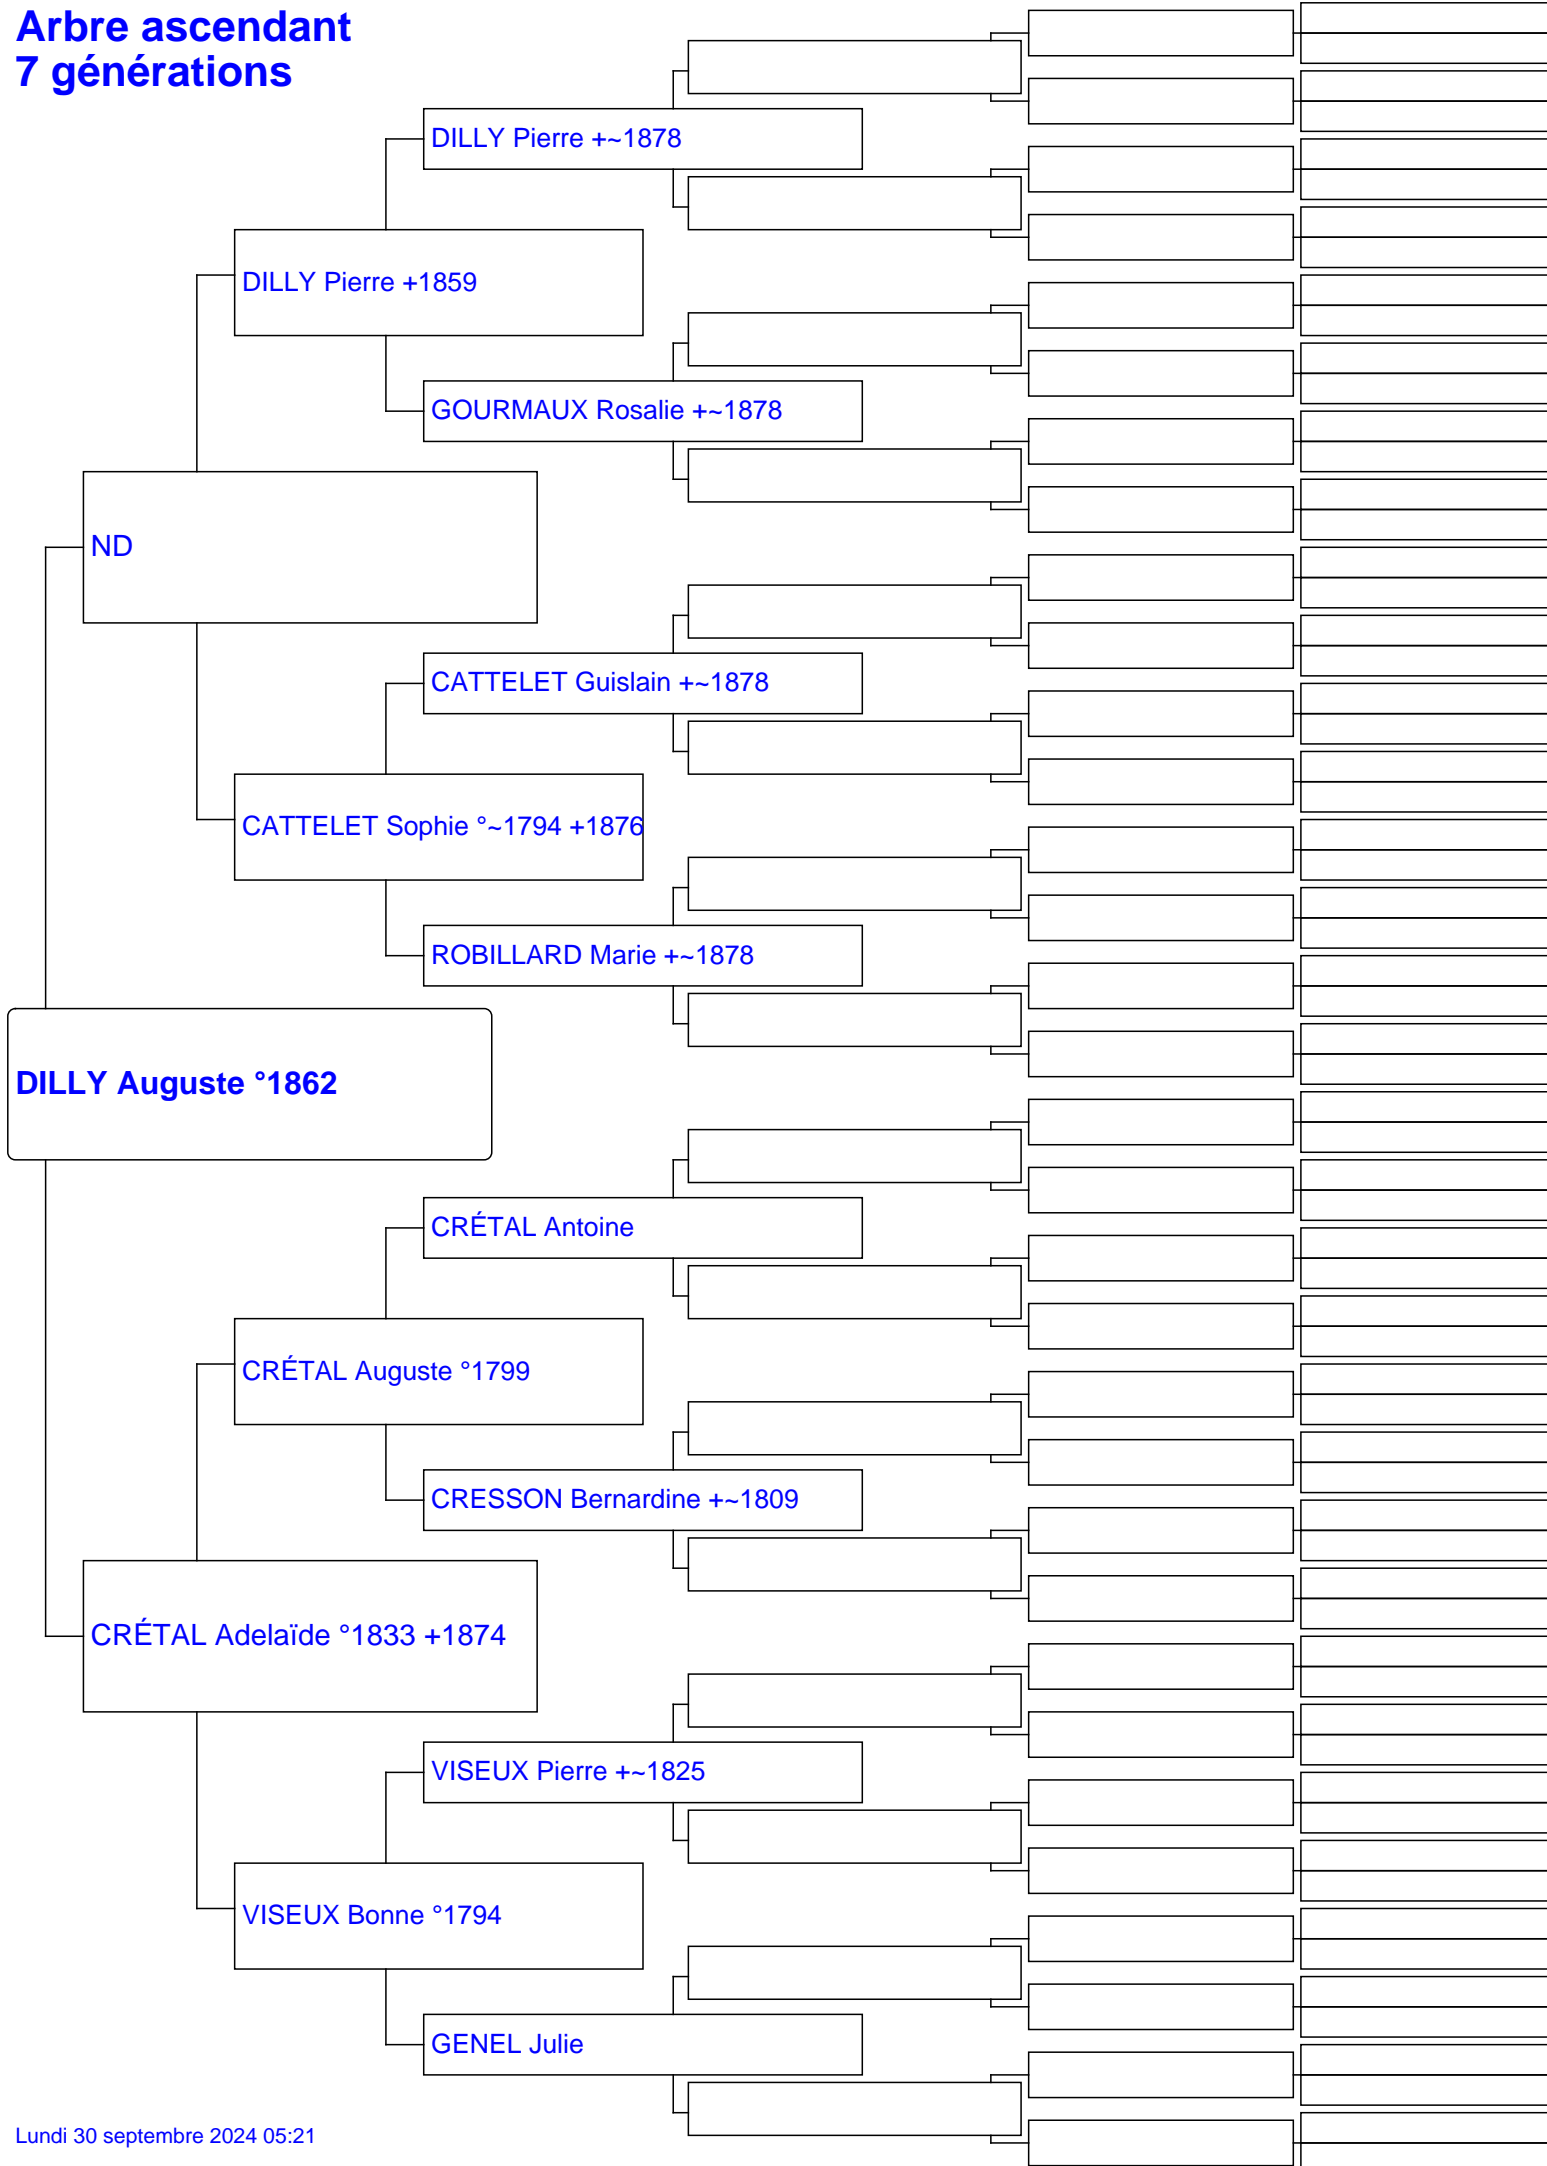 Arbre ascendant
7 générations
DILLY Pierre +~1878
DILLY Pierre +1859
GOURMAUX Rosalie +~1878
ND
CATTELET Guislain +~1878
CATTELET Sophie °~1794 +1876
ROBILLARD Marie +~1878
DILLY Auguste °1862
CRÉTAL Antoine
CRÉTAL Auguste °1799
CRESSON Bernardine +~1809
CRÉTAL Adelaïde °1833 +1874
VISEUX Pierre +~1825
VISEUX Bonne °1794
GENEL Julie
Lundi 30 septembre 2024 05:21